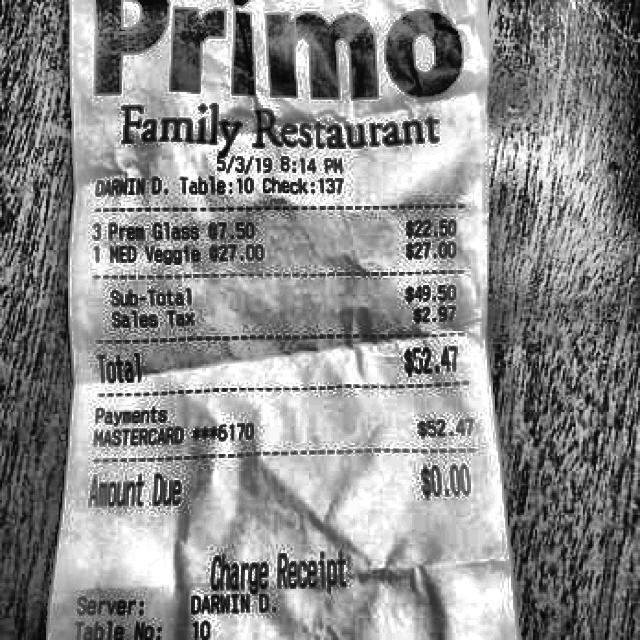 Primo
Family Restaurant
5/3/19 8:14 PM
DARWIN D. Table:10 Check:137
3 Prem Glass @7.50 $22.50
1 MED Veggie @27.00 $27.00
Sub-Total $49.50
Sales Tax $2.97
Total $52.47
Payments
MASTERCARD ***6170 $52.47
Amount Due $0.00
Charge Receipt
Server: DARWIN D.
Table No: 10